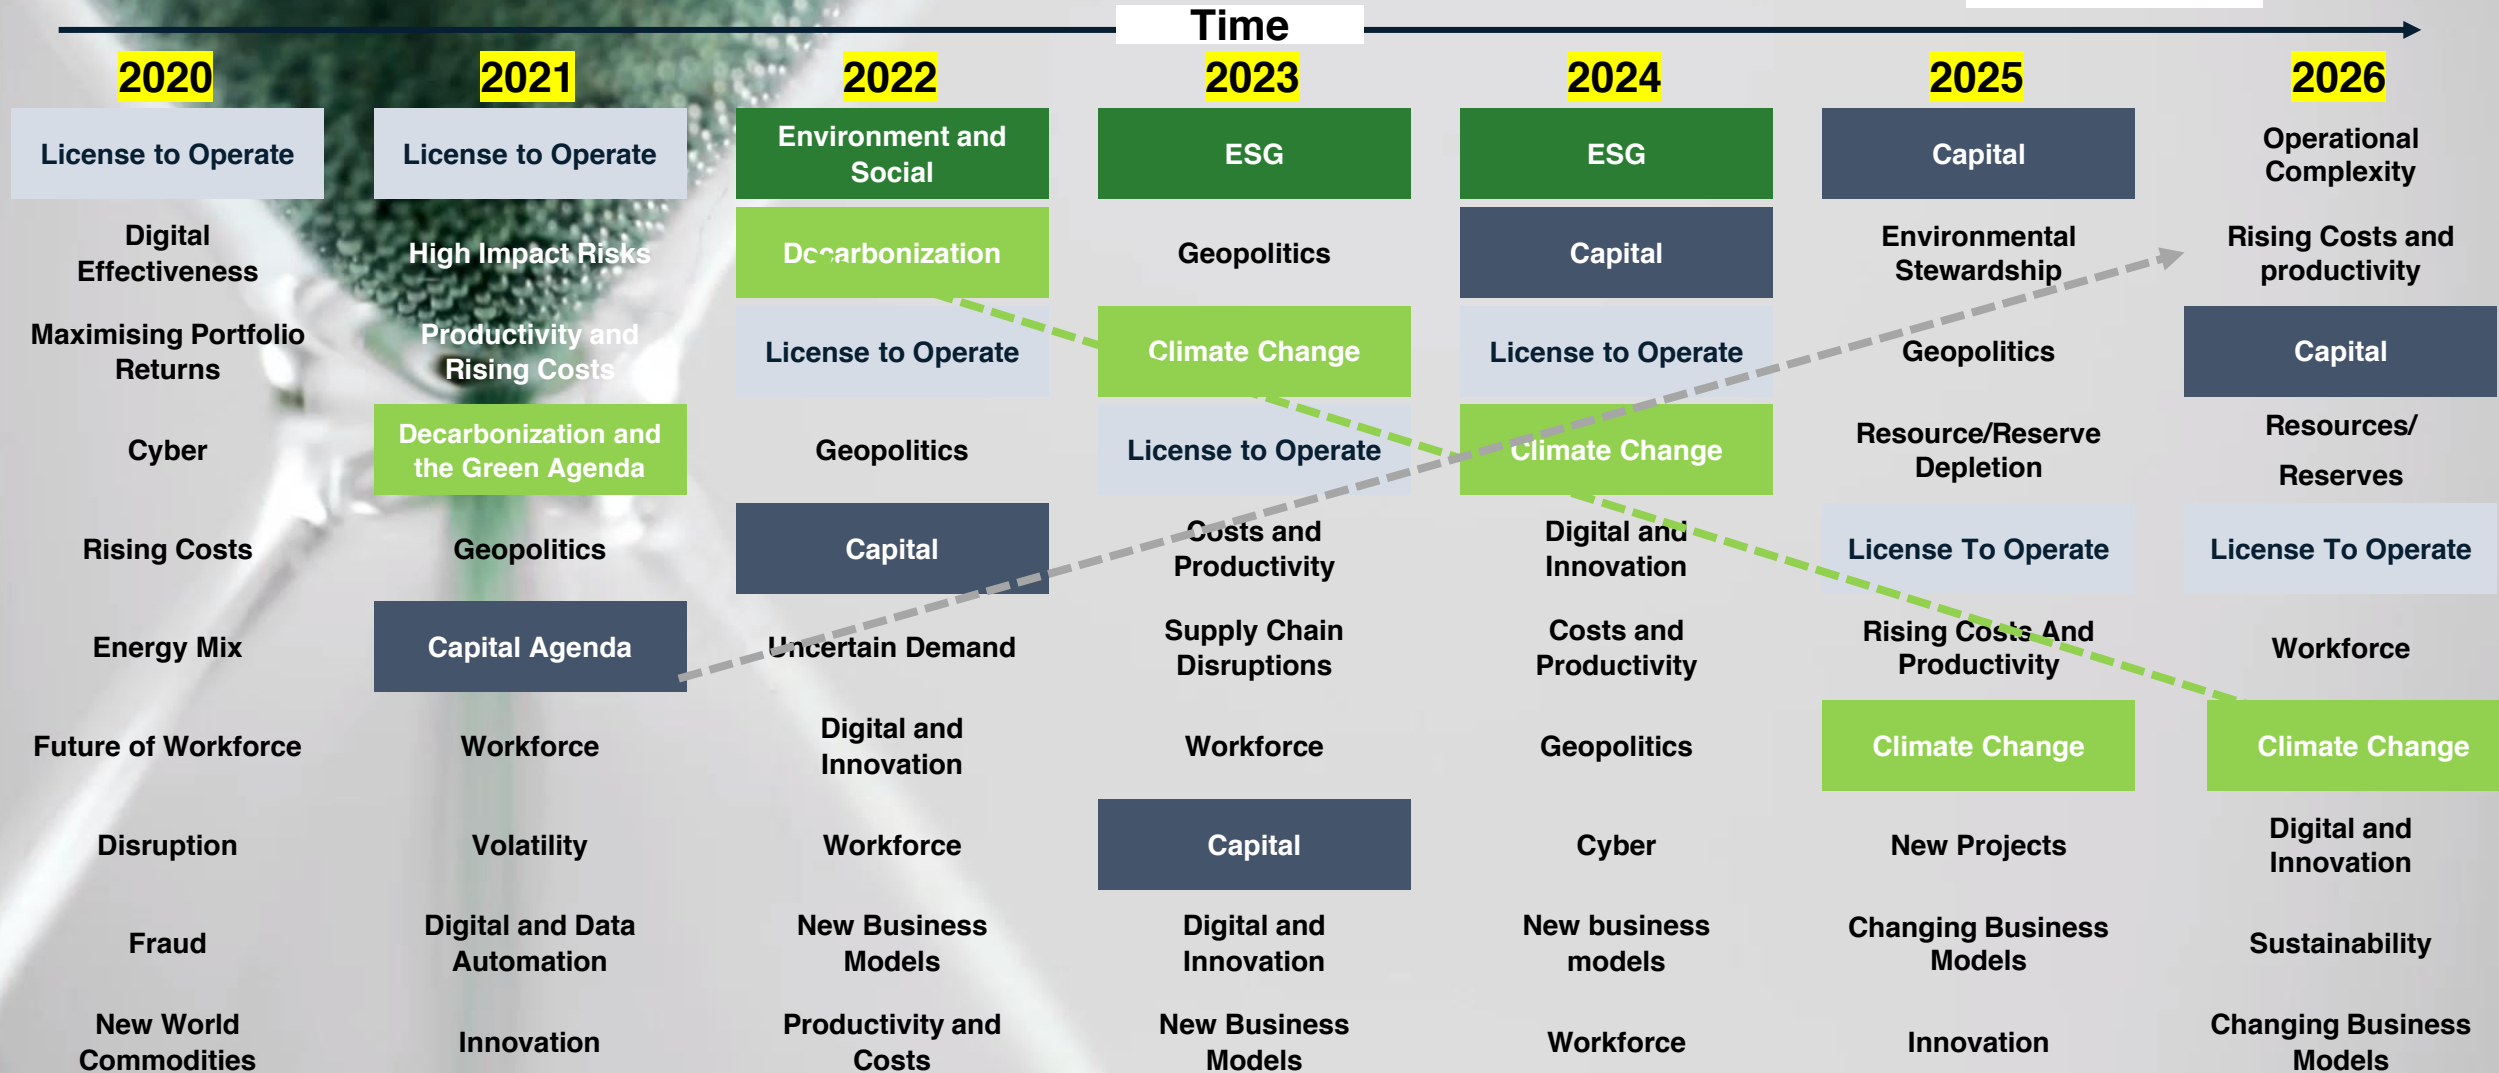 Time
2020
2021
2022
2023
2024
2025
2026
License to Operate
License to Operate
Environment and
Social
ESG
ESG
Capital
Operational
Complexity
Digital
Effectiveness
High Impact Risks
Decarbonization
Geopolitics
Capital
Environmental
Stewardship
Rising Costs and
productivity
Maximising Portfolio
Returns
Productivity and
Rising Costs
License to Operate
Climate Change
License to Operate
Geopolitics
Capital
Cyber
Decarbonization and
the Green Agenda
Geopolitics
License to Operate
Climate Change
Resource/Reserve
Depletion
Resources/
Reserves
Rising Costs
Geopolitics
Capital
Costs and
Productivity
Digital and
Innovation
License To Operate
License To Operate
Energy Mix
Capital Agenda
Uncertain Demand
Supply Chain
Disruptions
Costs and
Productivity
Rising Costs And
Productivity
Workforce
Future of Workforce
Workforce
Digital and
Innovation
Workforce
Geopolitics
Climate Change
Climate Change
Disruption
Volatility
Workforce
Capital
Cyber
New Projects
Digital and
Innovation
Fraud
Digital and Data
Automation
New Business
Models
Digital and
Innovation
New business
models
Changing Business
Models
Sustainability
New World
Commodities
Innovation
Productivity and
Costs
New Business
Models
Workforce
Innovation
Changing Business
Models